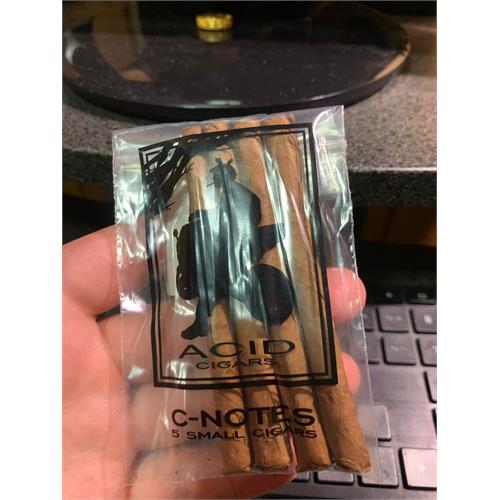 ACID
CIGARS
C-NOTES
5 SMALL CIGARS